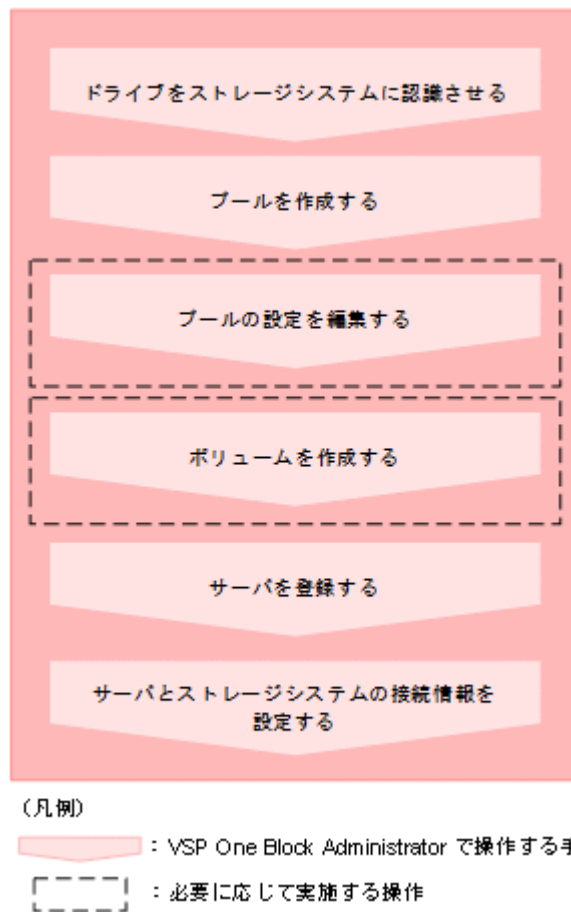 ドライブをストレージシステムに認識させる
プールを作成する
プールの設定を編集する
ボリュームを作成する
サーバを登録する
サーバとストレージシステムの接続情報を
設定する
（凡例）
：VSP One Block Administrator で操作する手
：必要に応じて実施する操作